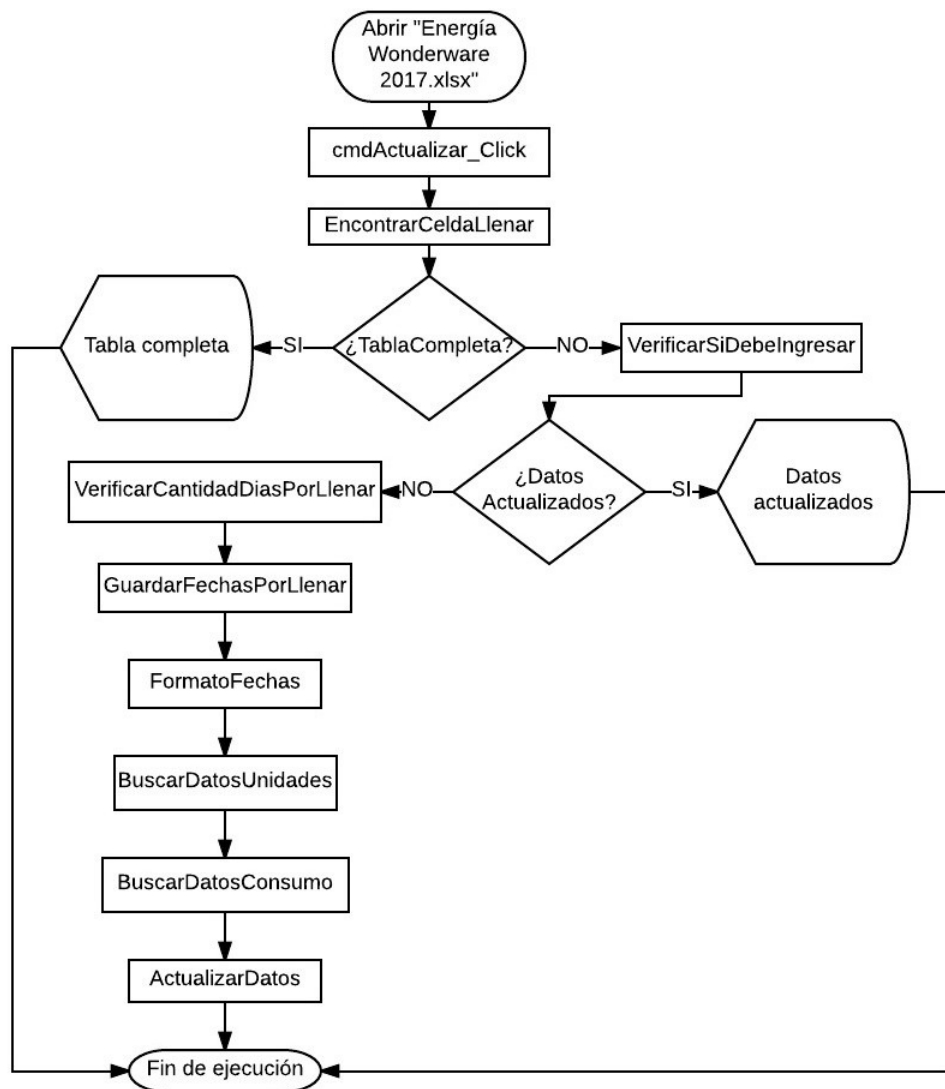 Abrir "Energía
Wonderware
2017.xlsx"
cmdActualizar_Click
EncontrarCeldaLlenar
Tabla completa
SI
¿TablaCompleta?
NO
VerificarSiDebeIngresar
VerificarCantidadDiasPorLlenar
NO
¿Datos
Actualizados?
SI
Datos
actualizados
GuardarFechasPorLlenar
FormatoFechas
BuscarDatosUnidades
BuscarDatosConsumo
ActualizarDatos
Fin de ejecución